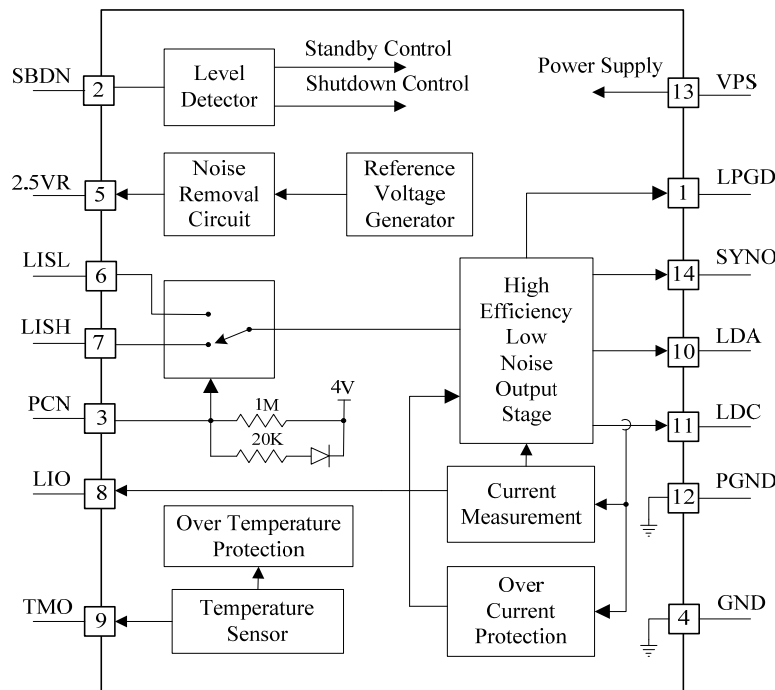 SBDN
2
Level
Detector
Standby Control
Shutdown Control
Power Supply
13
VPS
2.5VR
5
Noise
Removal
Circuit
Reference
Voltage
Generator
1
LPGD
LISL
6
LISH
7
High
Efficiency
Low
Noise
Output
Stage
14
SYNO
10
LDA
PCN
3
1M
4V
20K
11
LDC
LIO
8
Current
Measurement
12
PGND
Over Temperature
Protection
TMO
9
Temperature
Sensor
Over
Current
Protection
4
GND